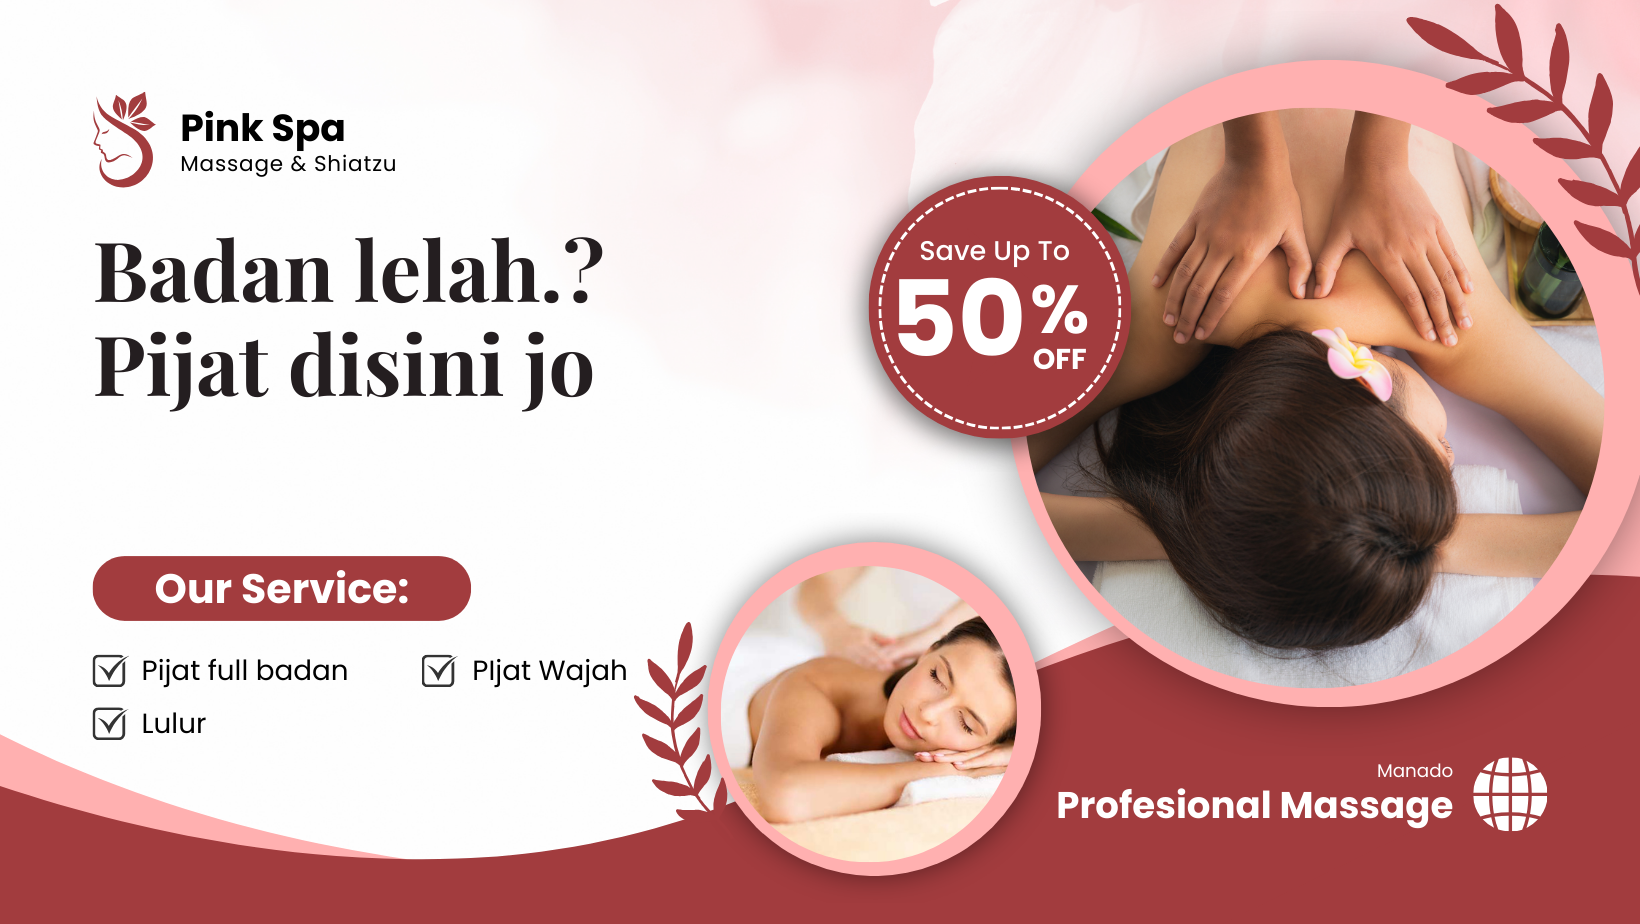 Pink Spa
Massage & Shiatzu
Badan lelah.?
Pijat disini jo
Save Up To
50%
OFF
Our Service:
Pijat full badan
PIjat Wajah
Lulur
Manado
Profesional Massage